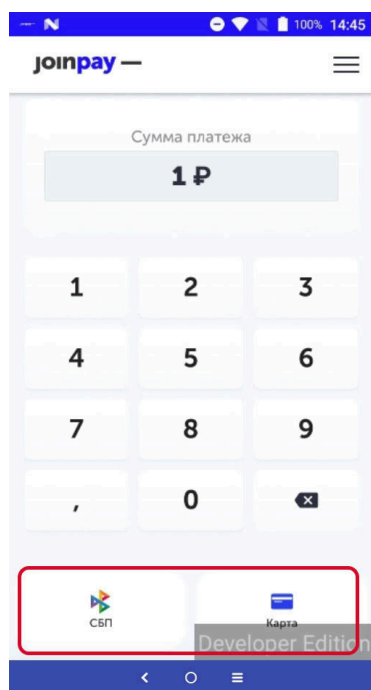 100% 14:45
joinpay
Сумма платежа
1 ₽
1 2 3
4 5 6
7 8 9
, 0
СБП Карта
Developer Edition